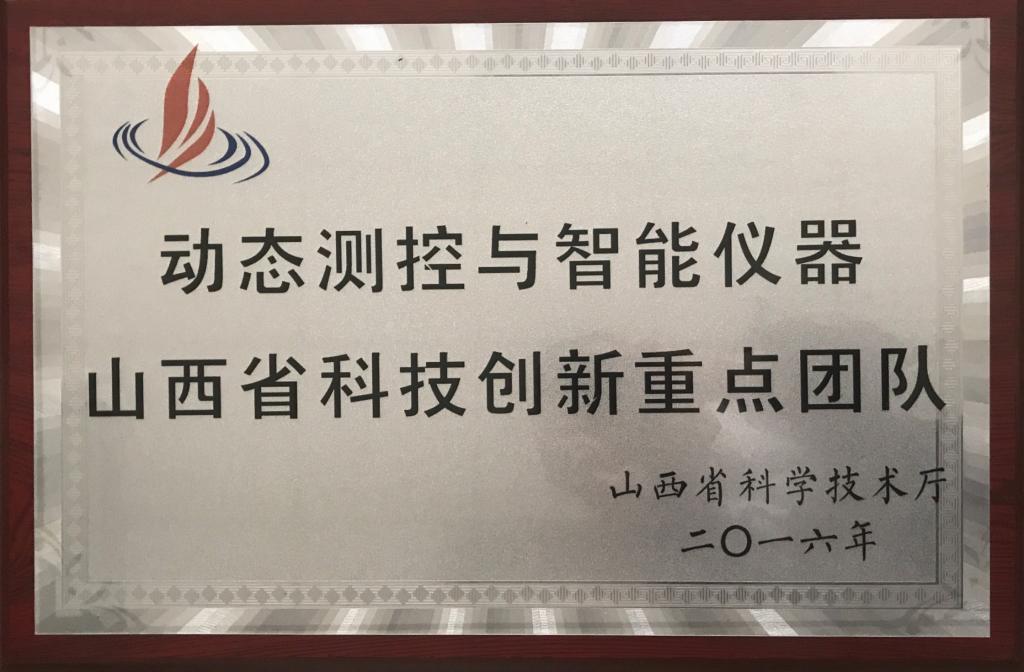 动态测控与智能仪器
山西省科技创新重点团队
山西省科学技术厅
二〇一六年